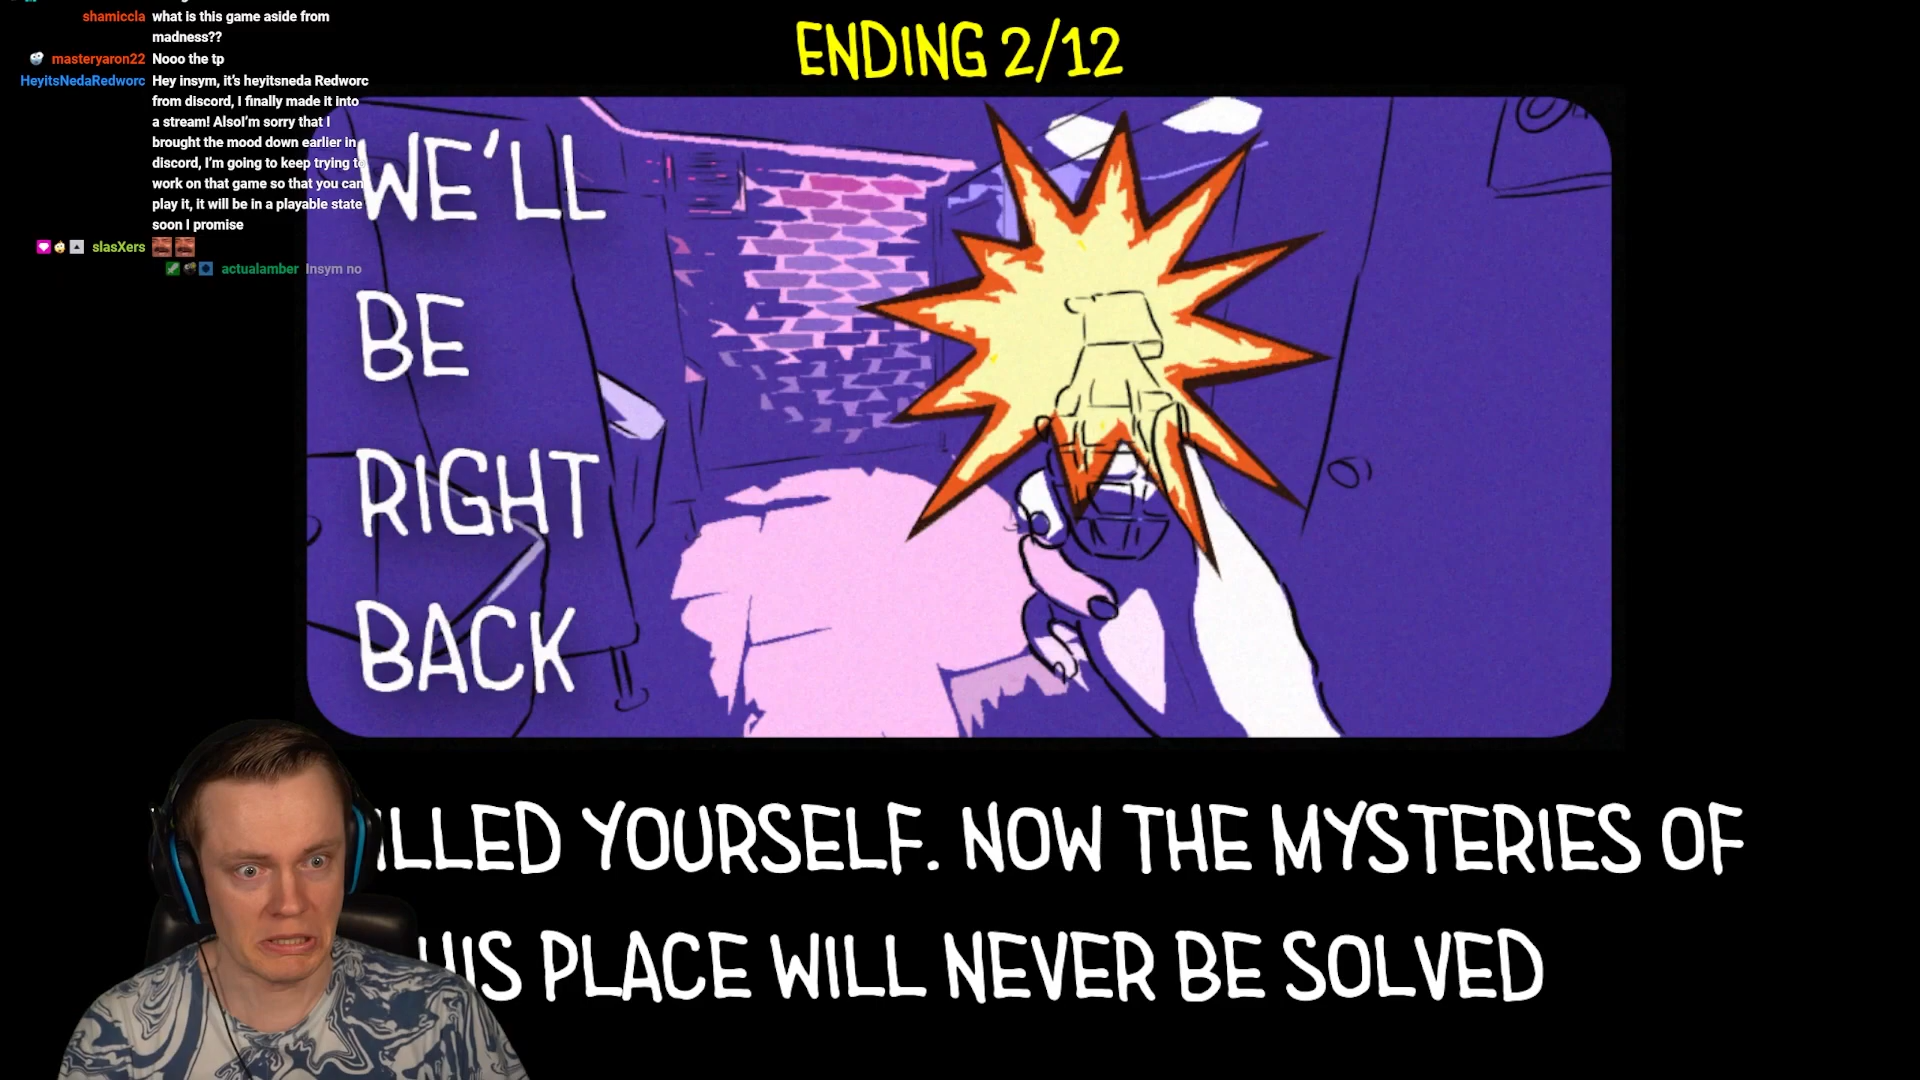 shamiccla what is this game aside from
madness??
masteryaron22 Nooo the tp
HeyitsNedaRedworc Hey insym, it's heyitsneda Redworc
from discord, I finally made it into
a stream! AlsoI'm sorry that I
brought the mood down earlier in
discord, I'm going to keep trying to
work on that game so that you can
play it, it will be in a playable state
soon I promise
slasXers
actualamber Insym no
ENDING 2/12
WE'LL
BE
RIGHT
BACK
ILLED YOURSELF. NOW THE MYSTERIES OF
HIS PLACE WILL NEVER BE SOLVED